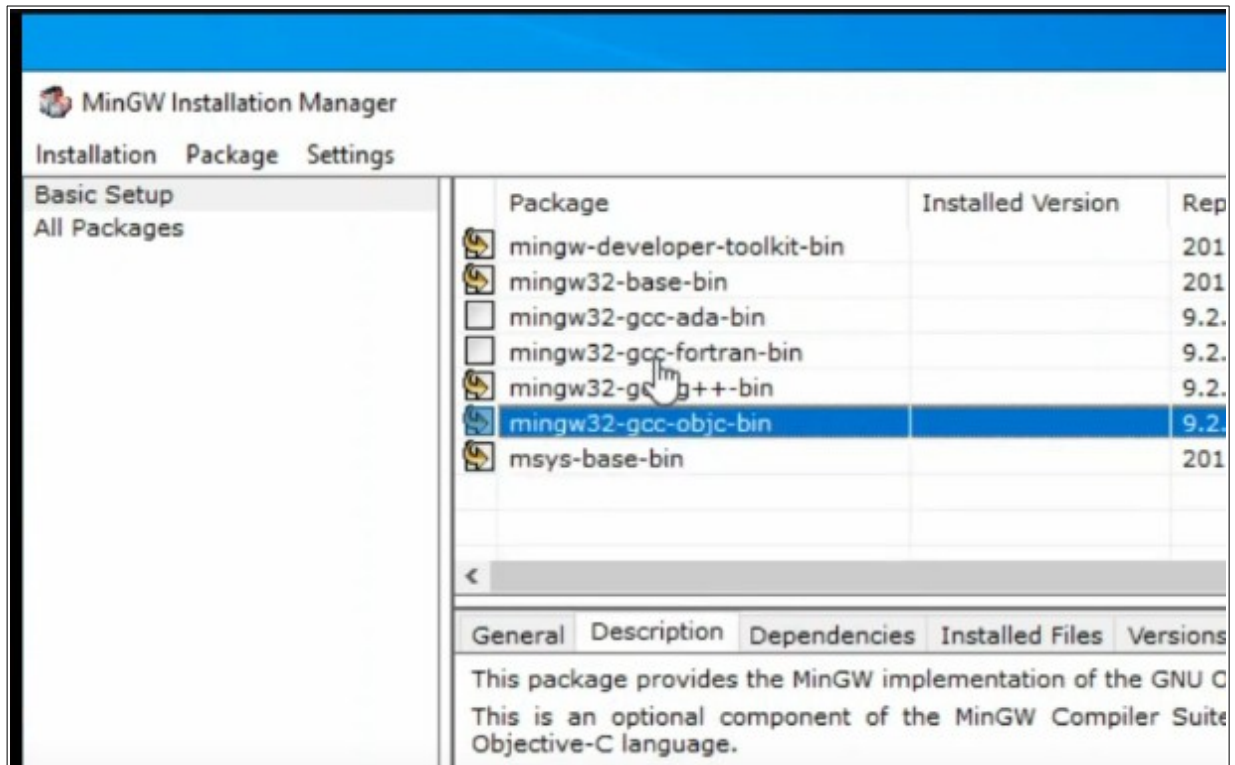 MinGW Installation Manager
Installation Package Settings
Basic Setup
All Packages
Package Installed Version Rep
mingw-developer-toolkit-bin 201
mingw32-base-bin 201
mingw32-gcc-ada-bin 9.2.
mingw32-gcc-fortran-bin 9.2.
9.2.
mingw32-gcc-objc-bin 9.2.
msys-base-bin 201
General Description Dependencies Installed Files Versions
This package provides the MinGW implementation of the GNU
This is an optional component of the MinGW Compiler Suite
Objective-C language.